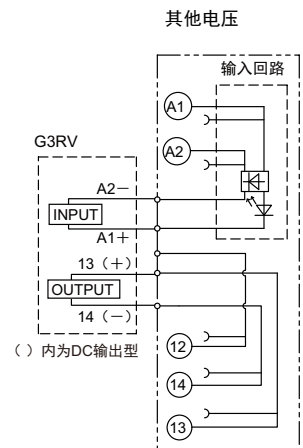 其他电压
输入回路
A1
A2
G3RV
A2－
INPUT
A1＋
13（＋）
OUTPUT
14（－）
（ ）内为DC输出型
12
14
13